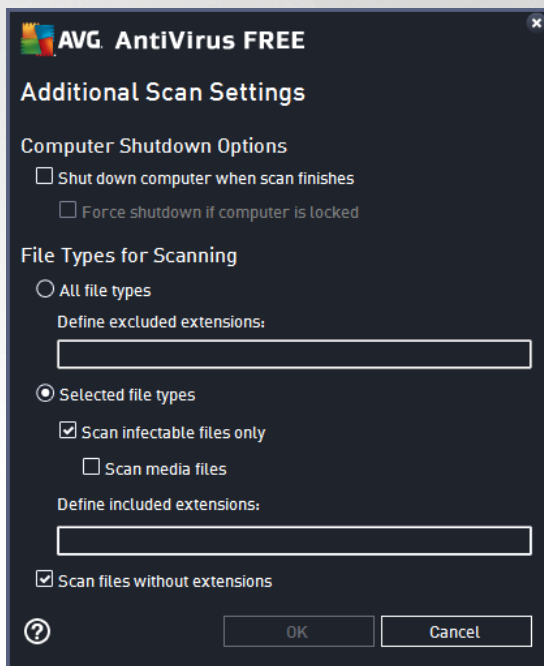 AVG. AntiVirus FREE
Additional Scan Settings
Computer Shutdown Options
Shut down computer when scan finishes
Force shutdown if computer is locked
File Types for Scanning
All file types
Define excluded extensions:
Selected file types
Scan infectable files only
Scan media files
Define included extensions:
Scan files without extensions
? OK Cancel